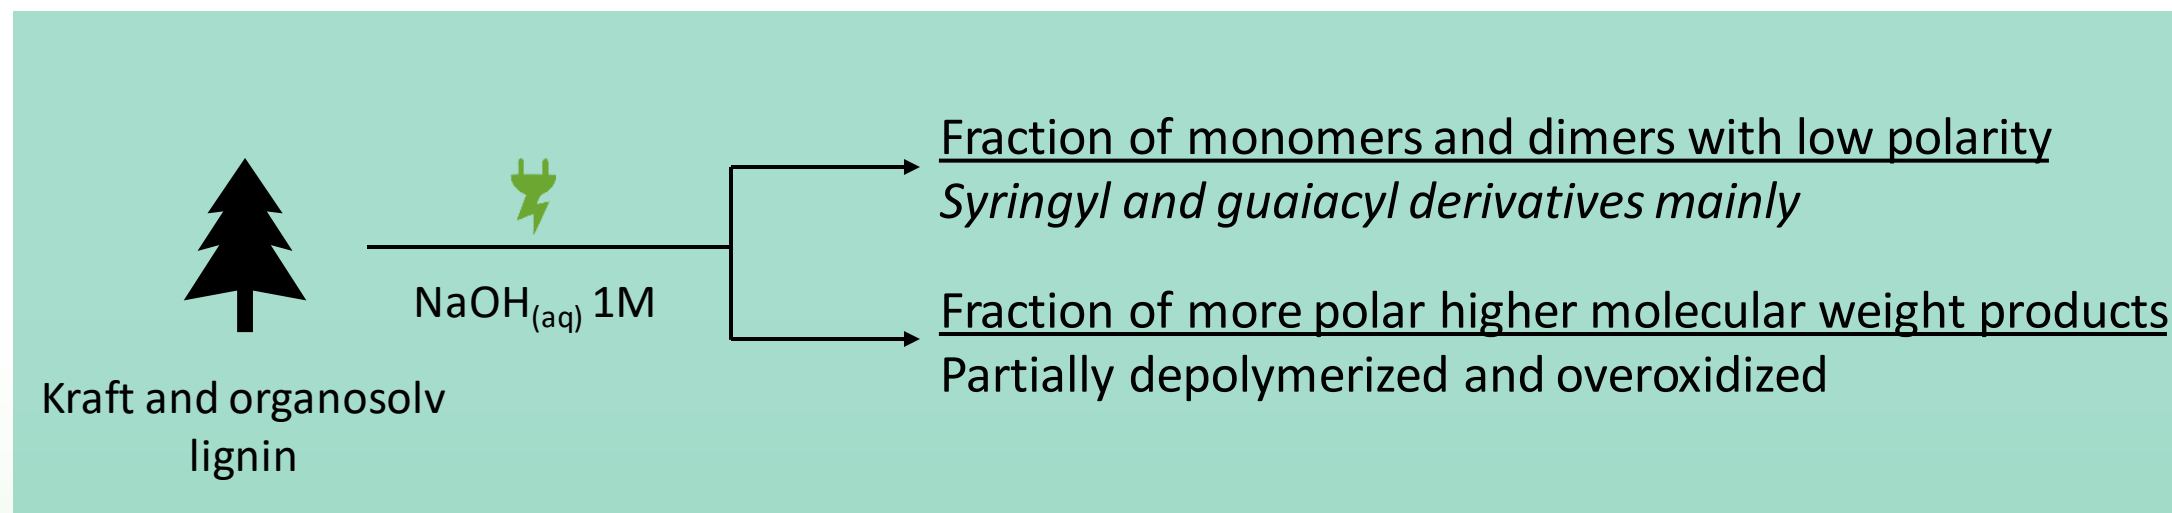 Fraction of monomers and dimers with low polarity
Syringyl and guaiacyl derivatives mainly
NaOH(aq) 1M
Fraction of more polar higher molecular weight products
Partially depolymerized and overoxidized
Kraft and organosolv
lignin